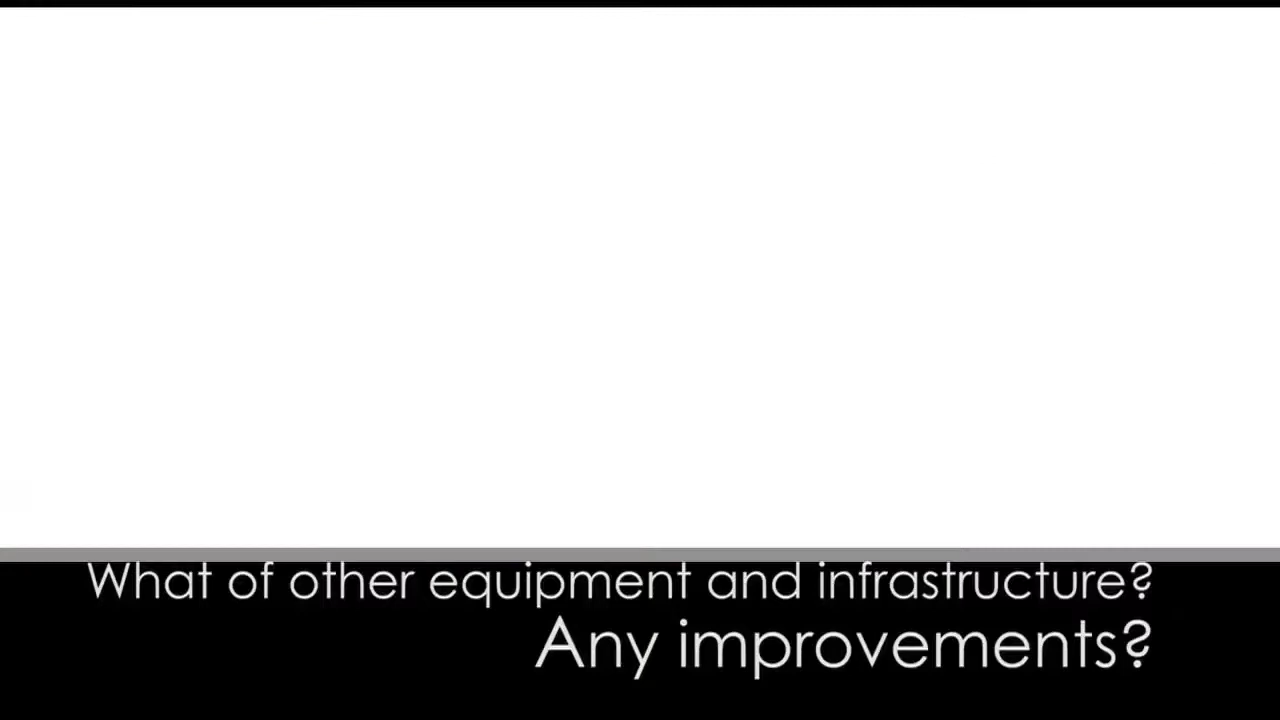 What of other equipment and infrastructure?
Any improvements?